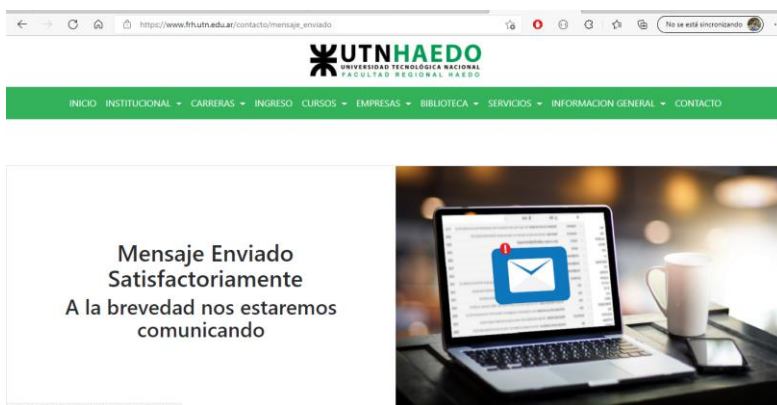 https://www.frh.utn.edu.ar/contacto/mensaje_enviado
No se está sincronizando
UTNHAEDO
UNIVERSIDAD TECNOLÓGICA NACIONAL
FACULTAD REGIONAL HAEDO
INICIO INSTITUCIONAL CARRERAS INGRESO CURSOS EMPRESAS BIBLIOTECA SERVICIOS INFORMACION GENERAL CONTACTO
Mensaje Enviado
Satisfactoriamente
A la brevedad nos estaremos
comunicando